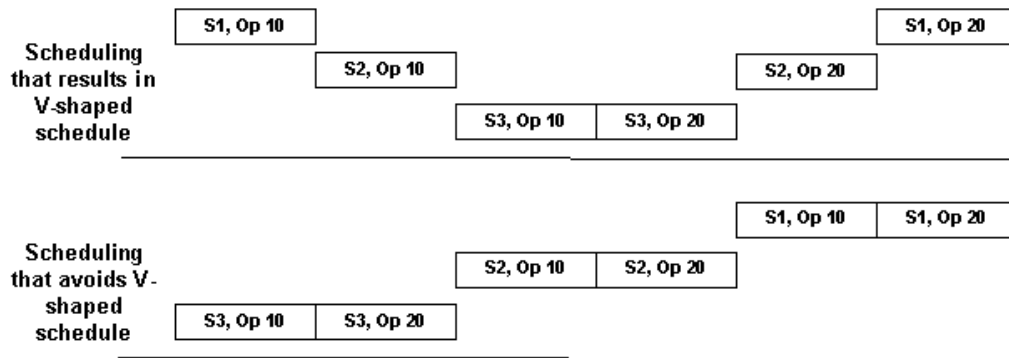 S1, Op 10
S1, Op 20
Scheduling
that results in
V-shaped
schedule
S2, Op 10
S2, Op 20
S3, Op 10
S3, Op 20
Scheduling
that avoids V-
shaped
schedule
S1, Op 10
S1, Op 20
S2, Op 10
S2, Op 20
S3, Op 10
S3, Op 20